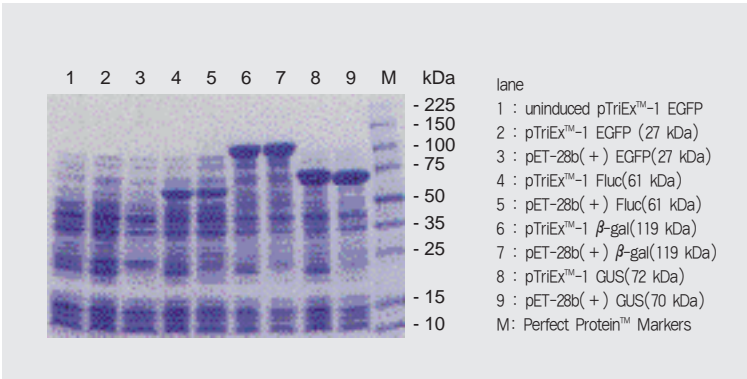 1 2 3 4 5 6 7 8 9 M kDa
- 225
- 150
- 100
- 75
- 50
- 35
- 25
- 15
- 10
lane
1 : uninduced pTriEx™-1 EGFP
2 : pTriEx™-1 EGFP (27 kDa)
3 : pET-28b(+) EGFP(27 kDa)
4 : pTriEx™-1 Fluc(61 kDa)
5 : pET-28b(+) Fluc(61 kDa)
6 : pTriEx™-1 β-gal(119 kDa)
7 : pET-28b(+) β-gal(119 kDa)
8 : pTriEx™-1 GUS(72 kDa)
9 : pET-28b(+) GUS(70 kDa)
M: Perfect Protein™ Markers